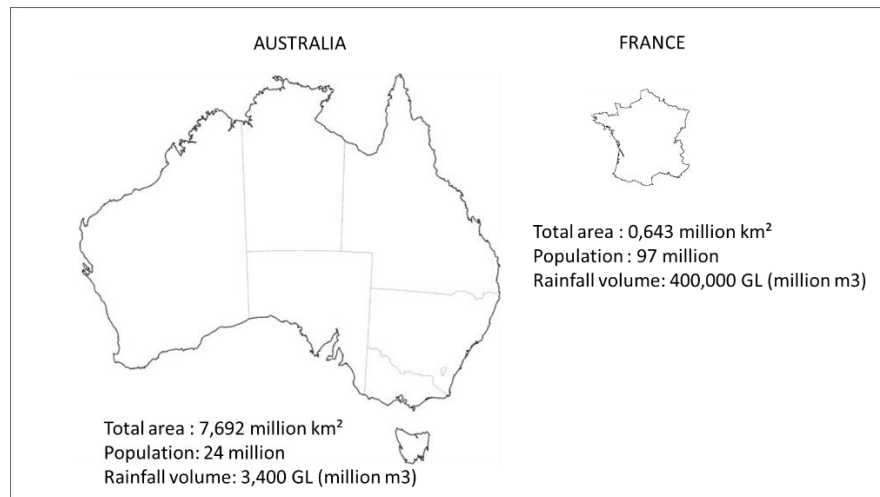 AUSTRALIA
FRANCE
Total area : 0,643 million km²
Population : 97 million
Rainfall volume: 400,000 GL (million m3)
Total area : 7,692 million km²
Population: 24 million
Rainfall volume: 3,400 GL (million m3)